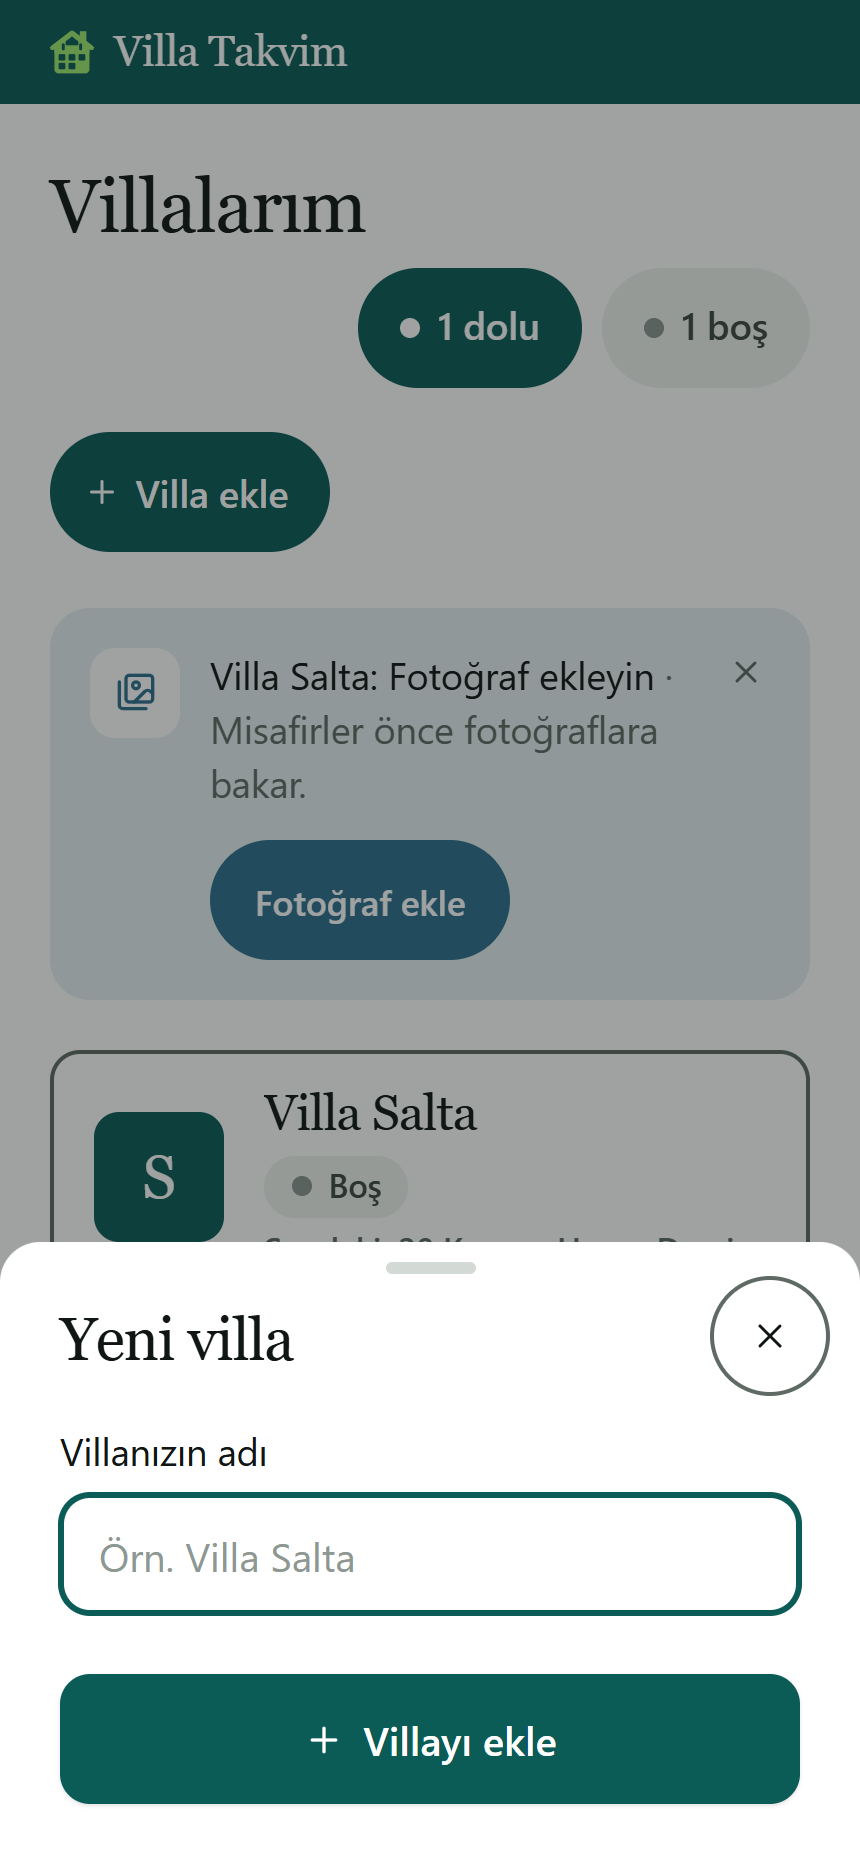 Villa Takvim
Villalarım
1 dolu
1 boş
+ Villa ekle
Villa Salta: Fotoğraf ekleyin ·
Misafirler önce fotoğraflara
bakar.
Fotoğraf ekle
S
Villa Salta
Boş
Yeni villa
Villanızın adı
Örn. Villa Salta
+ Villayı ekle